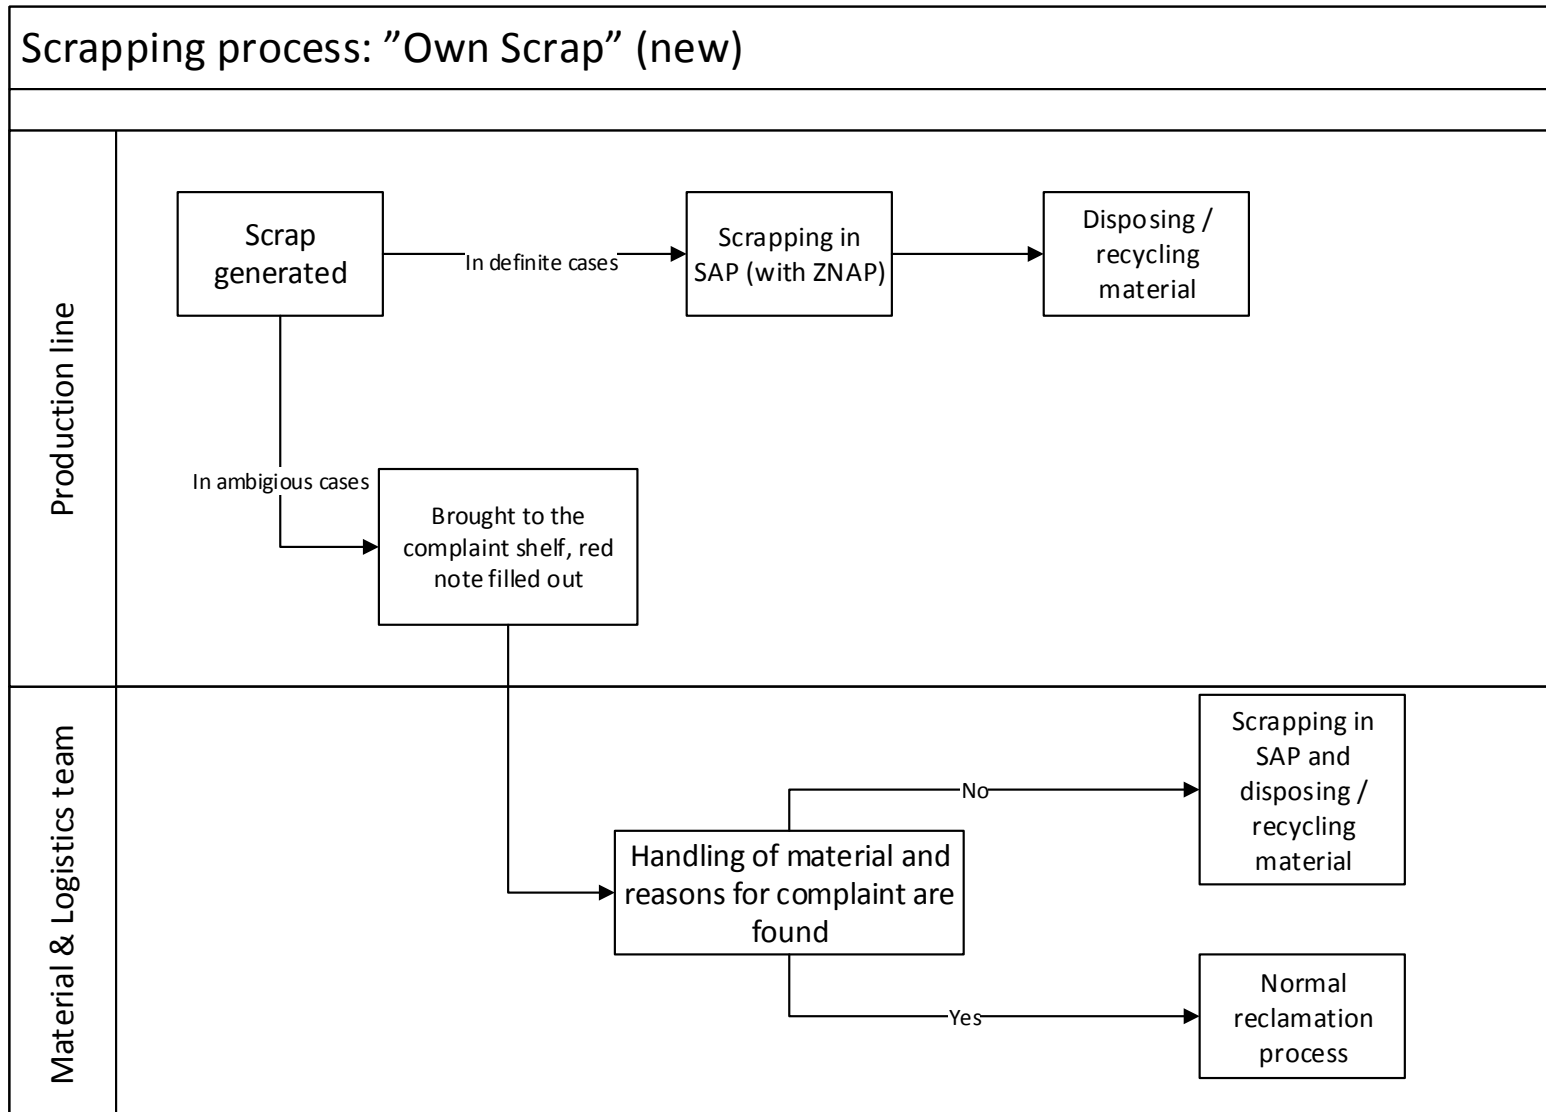 Scrapping process: ”Own Scrap” (new)
Production line
Scrap
generated
In definite cases
Scrapping in
SAP (with ZNAP)
Disposing /
recycling
material
In ambigious cases
Brought to the
complaint shelf, red
note filled out
Material & Logistics team
Handling of material and
reasons for complaint are
found
No
Scrapping in
SAP and
disposing /
recycling
material
Yes
Normal
reclamation
process